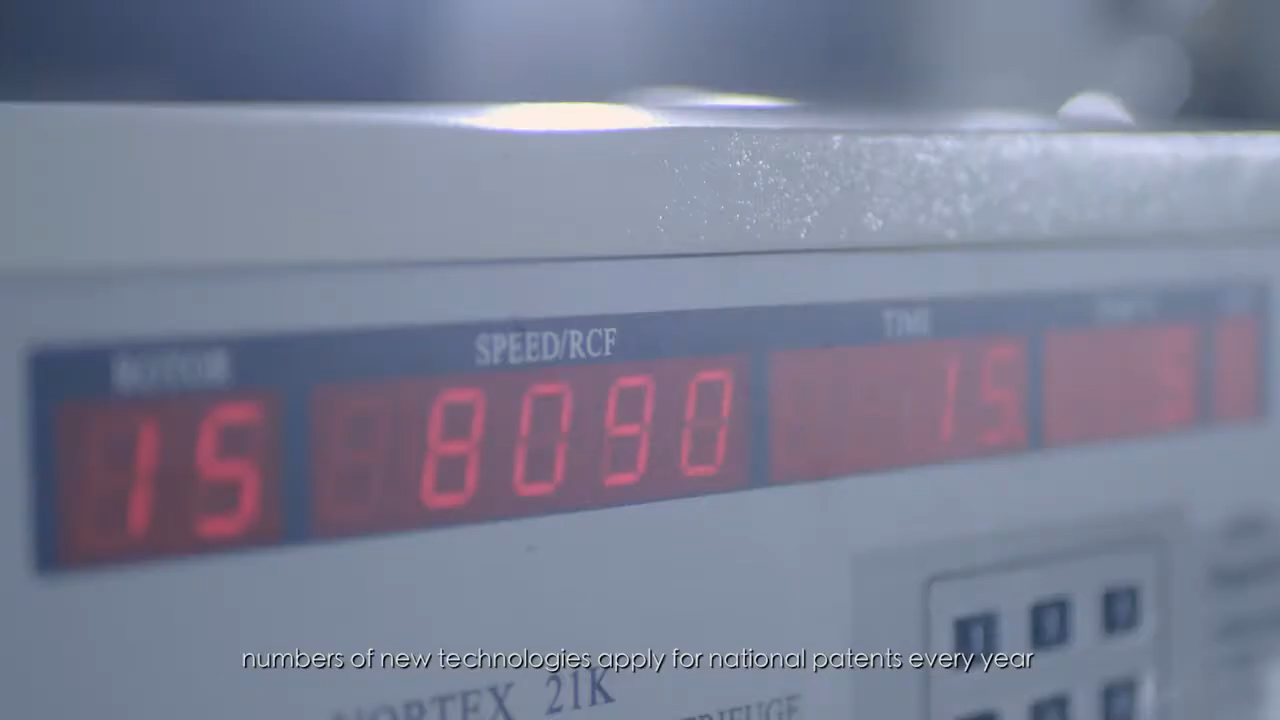 ROTOR SPEED/RCF TIME
15 8090 15 5
numbers of new technologies apply for national patents every year
VORTEX 21K